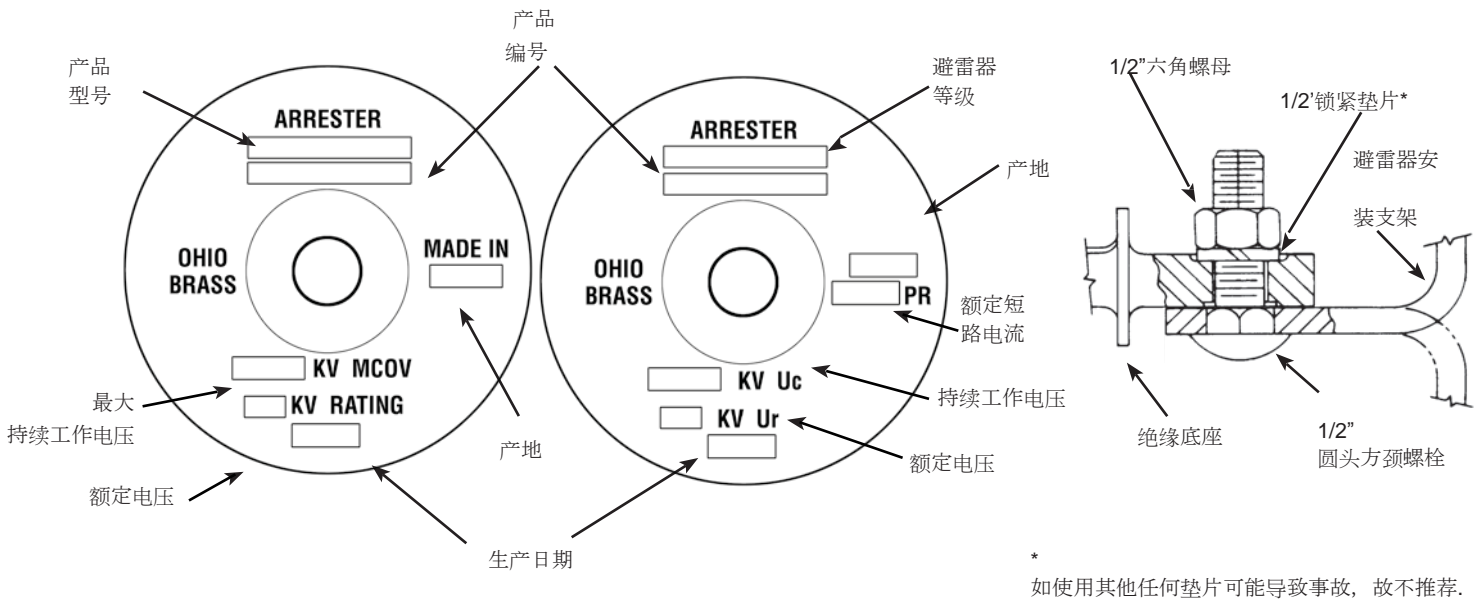 产品
型号
ARRESTER
OHIO
BRASS
MADE IN
KV MCOV
KV RATING
最大
持续工作电压
额定电压
产地
产品
编号
生产日期
ARRESTER
OHIO
BRASS
PR
KV Uc
KV Ur
避雷器
等级
产地
额定短
路电流
持续工作电压
额定电压
1/2”六角螺母
1/2‘锁紧垫片*
避雷器安
装支架
绝缘底座
1/2”
圆头方颈螺栓
*
如使用其他任何垫片可能导致事故，故不推荐.